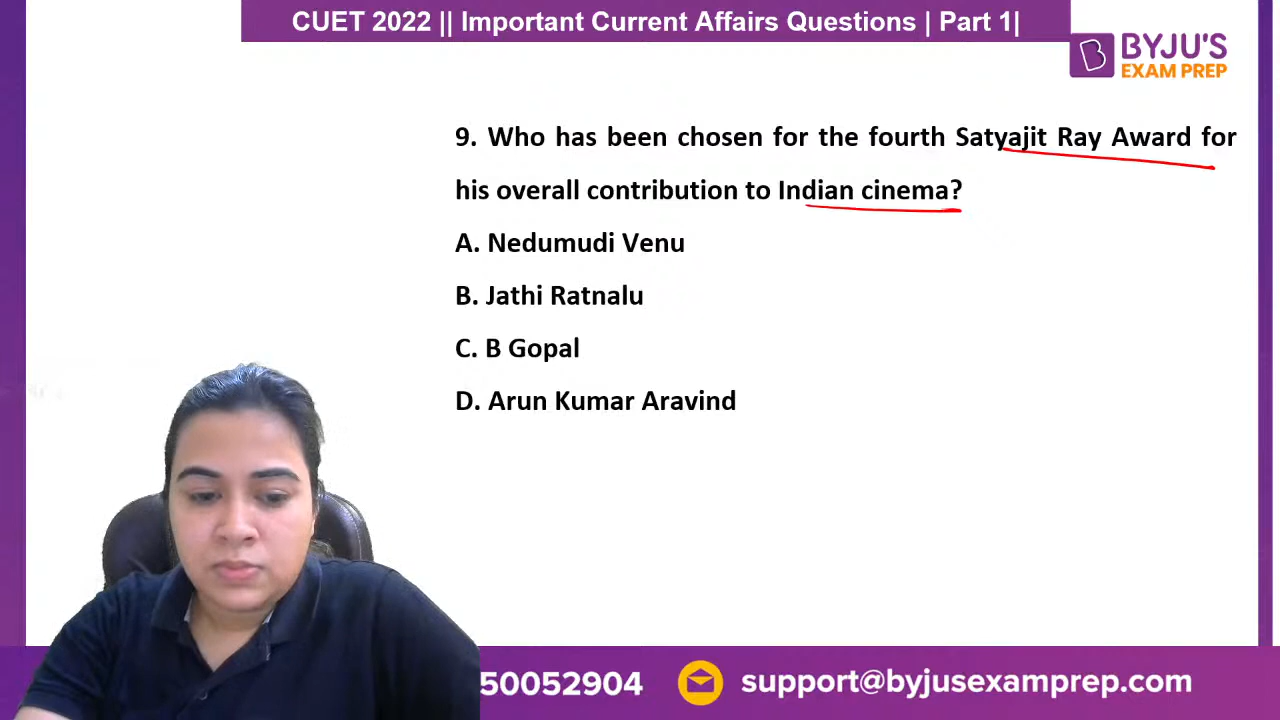 CUET 2022 || Important Current Affairs Questions | Part 1|
BYJU'S
EXAM PREP
9. Who has been chosen for the fourth Satyajit Ray Award for
his overall contribution to Indian cinema?
A. Nedumudi Venu
B. Jathi Ratnalu
C. B Gopal
D. Arun Kumar Aravind
50052904
support@byjusexamprep.com